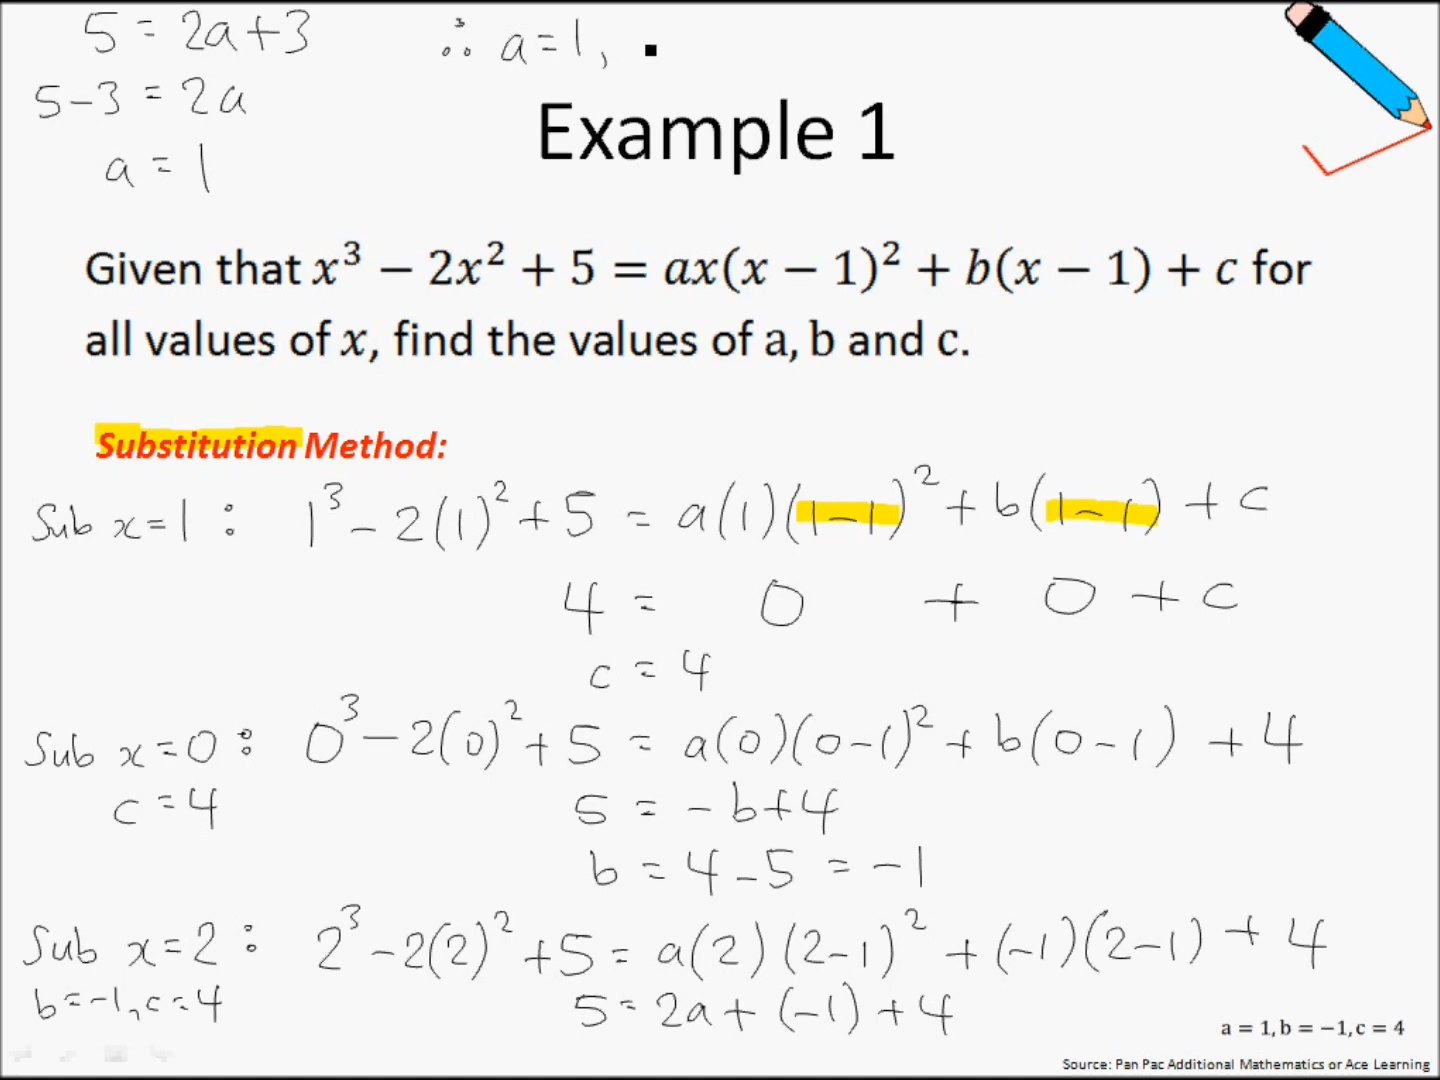 5 = 2a+3
∴ a=1,
5-3 = 2a
a = 1
Example 1
Given that x³ − 2x² + 5 = ax(x − 1)² + b(x − 1) + c for
all values of x, find the values of a, b and c.
Substitution Method:
Sub x=1 : 1³ - 2(1)² + 5 = a(1)(1-1)² + b(1-1) + c
4 = 0 + 0 + c
c = 4
Sub x=0 : 0³ - 2(0)² + 5 = a(0)(0-1)² + b(0-1) + 4
c = 4
5 = -b+4
b = 4-5 = -1
Sub x=2 : 2³ - 2(2)² + 5 = a(2)(2-1)² + (-1)(2-1) + 4
b=-1, c=4
5 = 2a + (-1) + 4
a = 1, b = −1, c = 4
Source: Pan Pac Additional Mathematics or Ace Learning